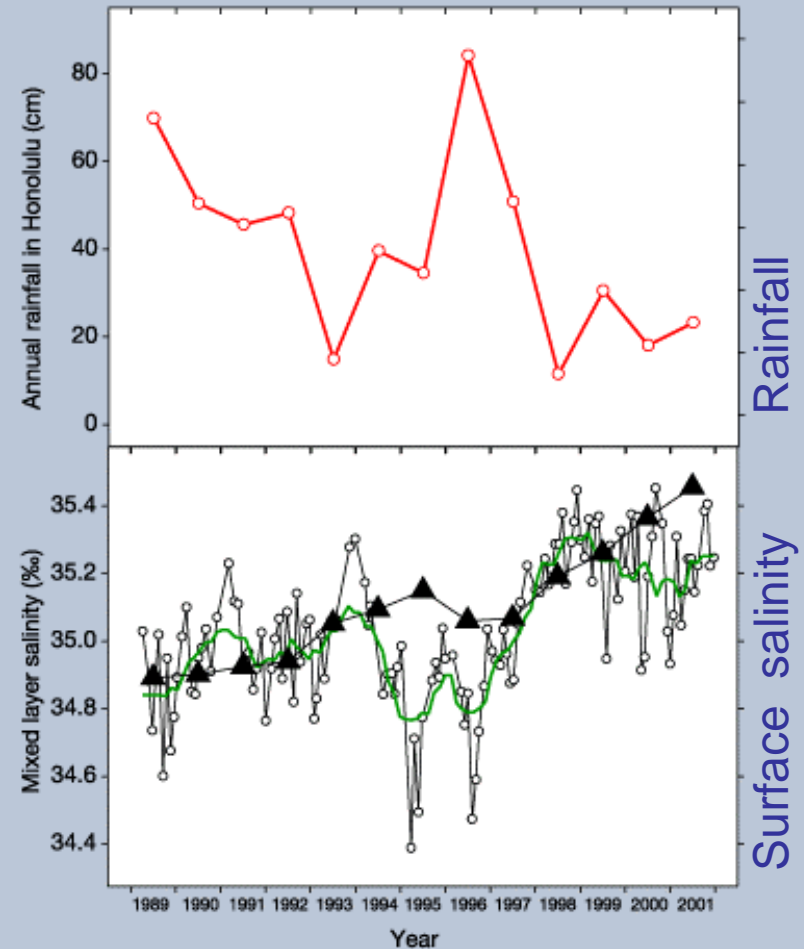 Annual rainfall in Honolulu (cm)
80
60
40
20
0
Rainfall
Mixed layer salinity (‰)
35.4
35.2
35.0
34.8
34.6
34.4
Surface salinity
1989 1990 1991 1992 1993 1994 1995 1996 1997 1998 1999 2000 2001
Year